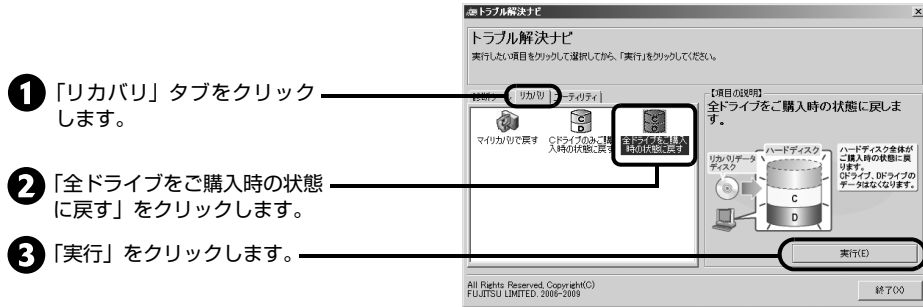 ❶「リカバリ」タブをクリック
します。
❷「全ドライブをご購入時の状態
に戻す」をクリックします。
❸「実行」をクリックします。
トラブル解決ナビ
トラブル解決ナビ
実行したい項目をクリックして選択してから、「実行」をクリックしてください。
リカバリ
ユーティリティ
マイリカバリで戻す
Cドライブのみご購
入時の状態に戻す
全ドライブをご購入
時の状態に戻す
【項目の説明】
全ドライブをご購入時の状態に戻しま
す。
リカバリデータ
ディスク
ハードディスク
C
D
ハードディスク全体が
ご購入時の状態に戻
ります。
Cドライブ、Dドライブの
データはなくなります。
実行(E)
All Rights Reserved, Copyright(C)
FUJITSU LIMITED. 2006-2009
終了(X)